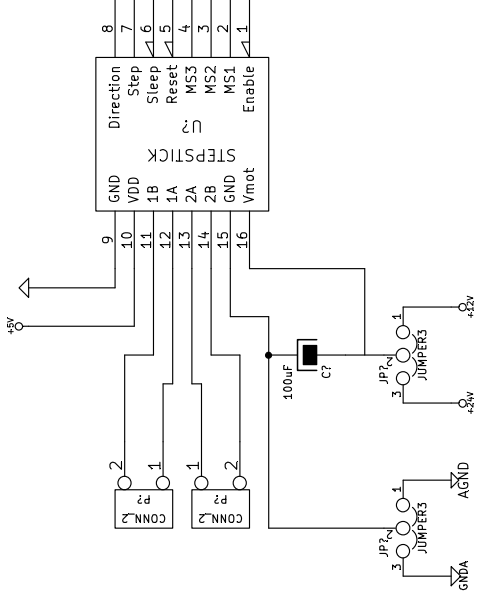 8
7
6
5
4
3
2
1
Direction
Step
Sleep
Reset
MS3
MS2
MS1
Enable
U?
STEPSTICK
GND
VDD
1B
1A
2A
2B
GND
Vmot
9
10
11
12
13
14
15
16
+5V
100uF
C?
1
+12V
JP?
2
JUMPER3
3
+24V
2
1
P?
CONN_2
1
2
P?
CONN_2
1
AGND
JP?
2
JUMPER3
3
GNDA